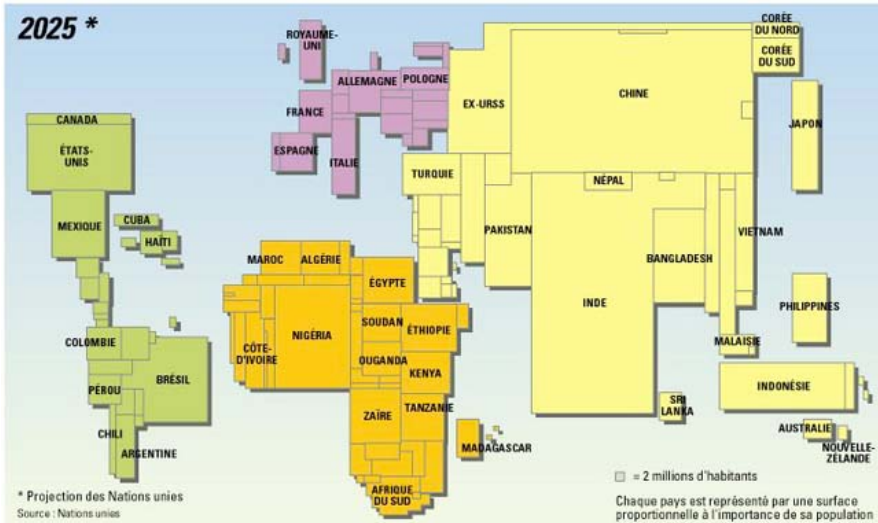 2025 *
ROYAUME-
UNI
ALLEMAGNE
POLOGNE
FRANCE
ESPAGNE
ITALIE
EX-URSS
CHINE
CORÉE
DU NORD
CORÉE
DU SUD
JAPON
CANADA
ÉTATS-
UNIS
MEXIQUE
CUBA
HAÏTI
TURQUIE
PAKISTAN
NÉPAL
INDE
BANGLADESH
VIETNAM
PHILIPPINES
MALAISIE
INDONÉSIE
SRI
LANKA
AUSTRALIE
NOUVELLE-
ZÉLANDE
MAROC
ALGÉRIE
ÉGYPTE
NIGÉRIA
SOUDAN
ÉTHIOPIE
CÔTE-
D'IVOIRE
OUGANDA
KENYA
ZAÏRE
TANZANIE
MADAGASCAR
AFRIQUE
DU SUD
COLOMBIE
BRÉSIL
PÉROU
CHILI
ARGENTINE
* Projection des Nations unies
Source : Nations unies
= 2 millions d'habitants
Chaque pays est représenté par une surface
proportionnelle à l'importance de sa population